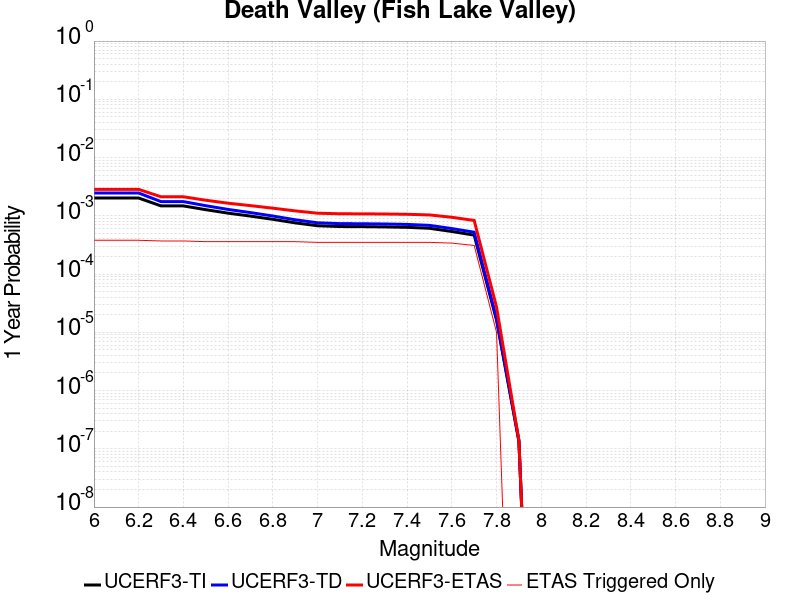 Death Valley (Fish Lake Valley)
10^0
10^-1
10^-2
10^-3
10^-4
10^-5
10^-6
10^-7
10^-8
1 Year Probability
6 6.2 6.4 6.6 6.8 7 7.2 7.4 7.6 7.8 8 8.2 8.4 8.6 8.8 9
Magnitude
UCERF3-TI UCERF3-TD UCERF3-ETAS ETAS Triggered Only